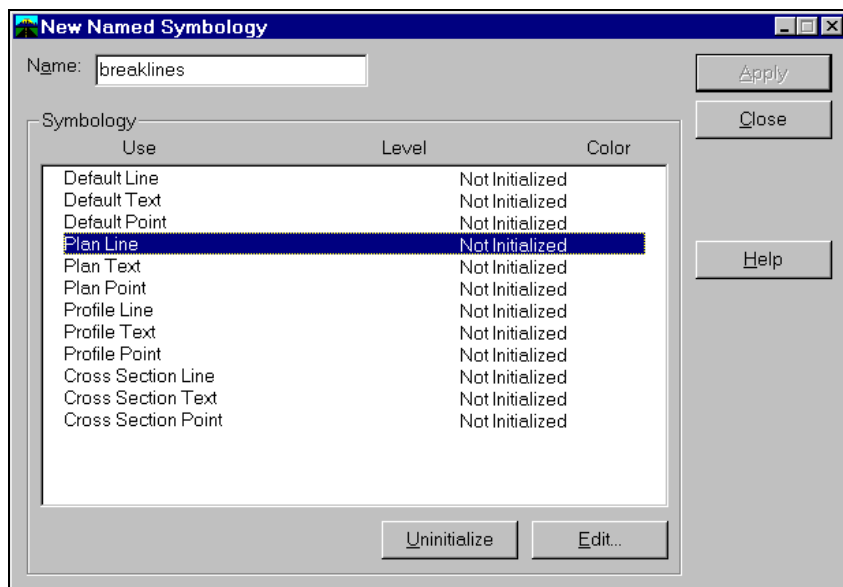 New Named Symbology
Name: breaklines
Apply
Close
Symbology
Use Level Color
Default Line Not Initialized
Default Text Not Initialized
Default Point Not Initialized
Plan Line Not Initialized
Plan Text Not Initialized
Plan Point Not Initialized
Profile Line Not Initialized
Profile Text Not Initialized
Profile Point Not Initialized
Cross Section Line Not Initialized
Cross Section Text Not Initialized
Cross Section Point Not Initialized
Help
Uninitialize Edit...